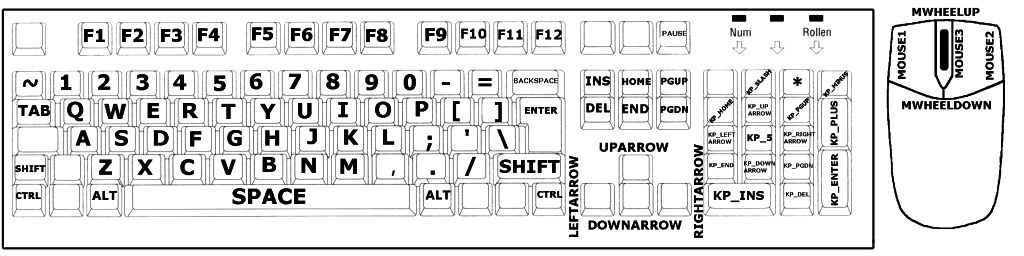 F1 F2 F3 F4 F5 F6 F7 F8 F9 F10 F11 F12 PAUSE
Num Rollen
~ 1 2 3 4 5 6 7 8 9 0 - = BACKSPACE INS HOME PGUP KP_SLASH * KP_MINUS
TAB Q W E R T Y U I O P [ ] ENTER DEL END PGDN KP_HOME KP_UP ARROW KP_PGUP KP_PLUS
A S D F G H J K L ; ' \ KP_LEFT ARROW KP_5 KP_RIGHT ARROW
UPARROW
SHIFT Z X C V B N M , . / SHIFT KP_END KP_DOWN ARROW KP_PGDN KP_ENTER
CTRL ALT SPACE ALT CTRL LEFTARROW RIGHTARROW KP_INS KP_DEL
DOWNARROW
MWHEELUP
MOUSE1 MOUSE3 MOUSE2
MWHEELDOWN